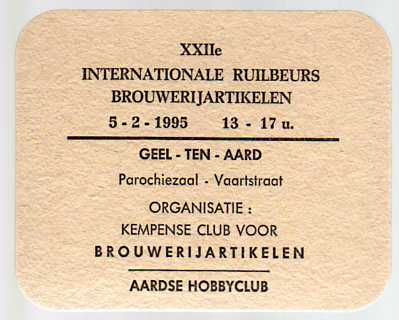 XXIIe
INTERNATIONALE RUILBEURS
BROUWERIJARTIKELEN
5 - 2 - 1995 13 - 17 u.
GEEL - TEN - AARD
Parochiezaal - Vaartstraat
ORGANISATIE :
KEMPENSE CLUB VOOR
BROUWERIJARTIKELEN
AARDSE HOBBYCLUB